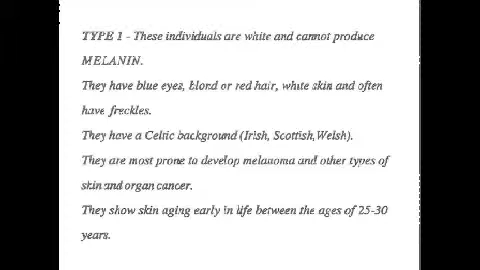 TYPE 1 - These individuals are white and cannot produce
MELANIN.
They have blue eyes, blond or red hair, white skin and often
have freckles.
They have a Celtic background (Irish, Scottish,Welsh).
They are most prone to develop melanoma and other types of
skin and organ cancer.
They show skin aging early in life between the ages of 25-30
years.